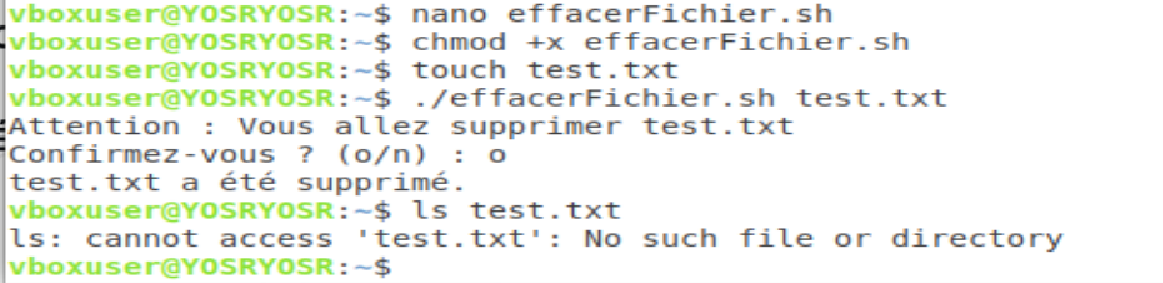 vboxuser@YOSRYOSR:~$ nano effacerFichier.sh
vboxuser@YOSRYOSR:~$ chmod +x effacerFichier.sh
vboxuser@YOSRYOSR:~$ touch test.txt
vboxuser@YOSRYOSR:~$ ./effacerFichier.sh test.txt
Attention : Vous allez supprimer test.txt
Confirmez-vous ? (o/n) : o
test.txt a été supprimé.
vboxuser@YOSRYOSR:~$ ls test.txt
ls: cannot access 'test.txt': No such file or directory
vboxuser@YOSRYOSR:~$